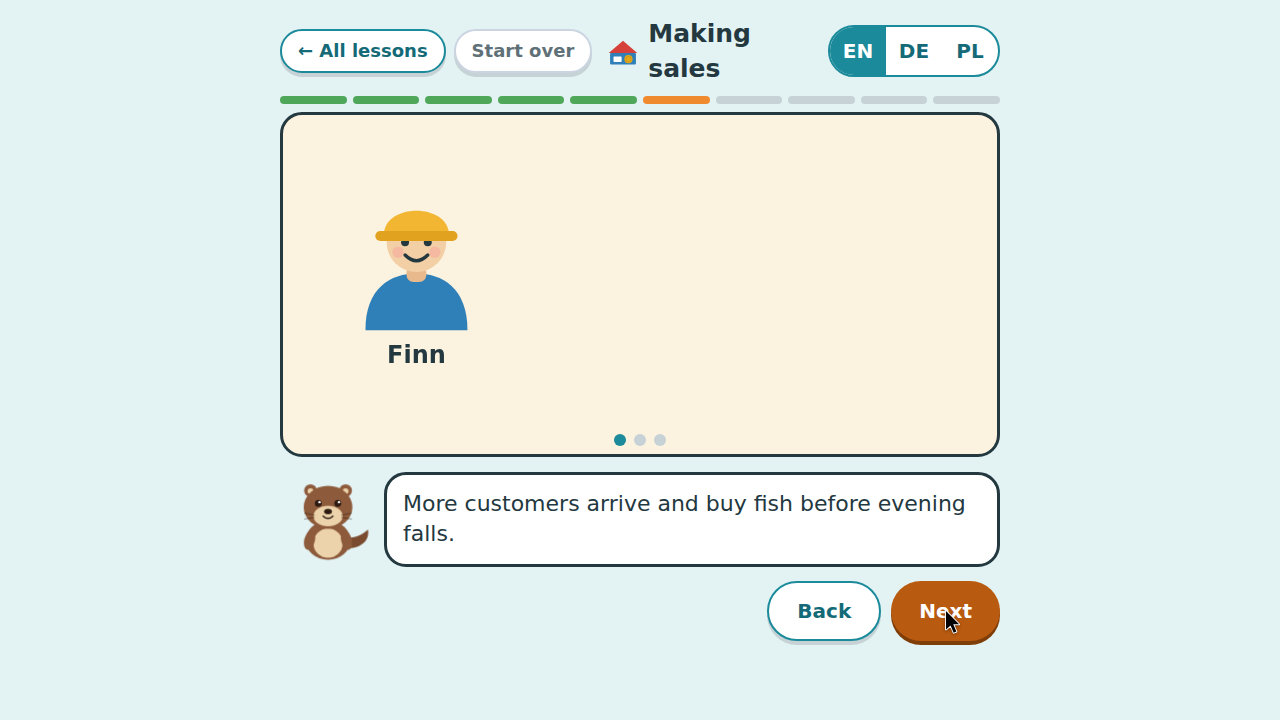 ← All lessons
Start over
Making
sales
EN DE PL
Finn
More customers arrive and buy fish before evening
falls.
Back
Next